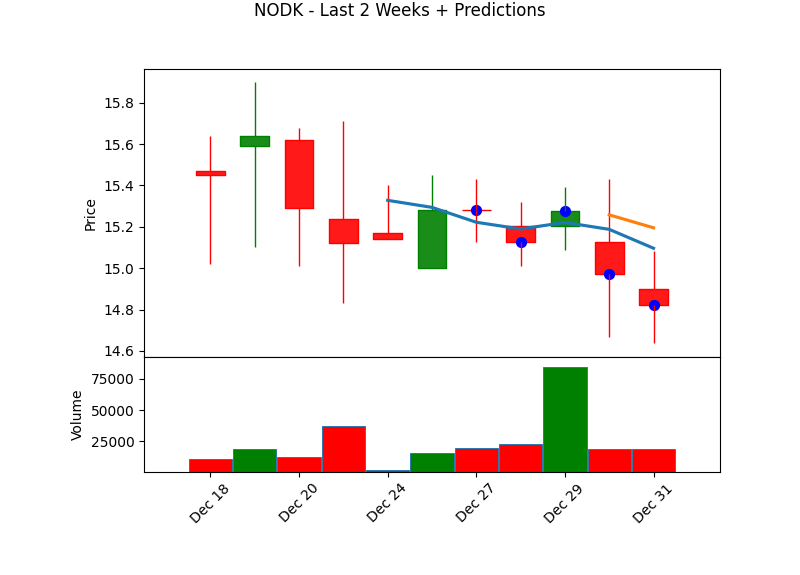 NODK - Last 2 Weeks + Predictions
Price
15.8
15.6
15.4
15.2
15.0
14.8
14.6
Volume
75000
50000
25000
Dec 18
Dec 20
Dec 24
Dec 27
Dec 29
Dec 31